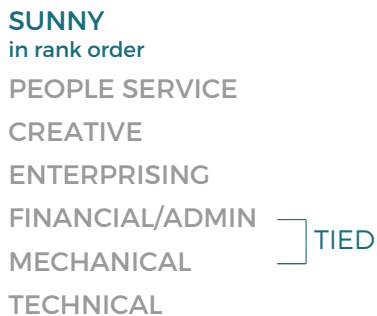 SUNNY
in rank order
PEOPLE SERVICE
CREATIVE
ENTERPRISING
FINANCIAL/ADMIN
TIED
MECHANICAL
TECHNICAL